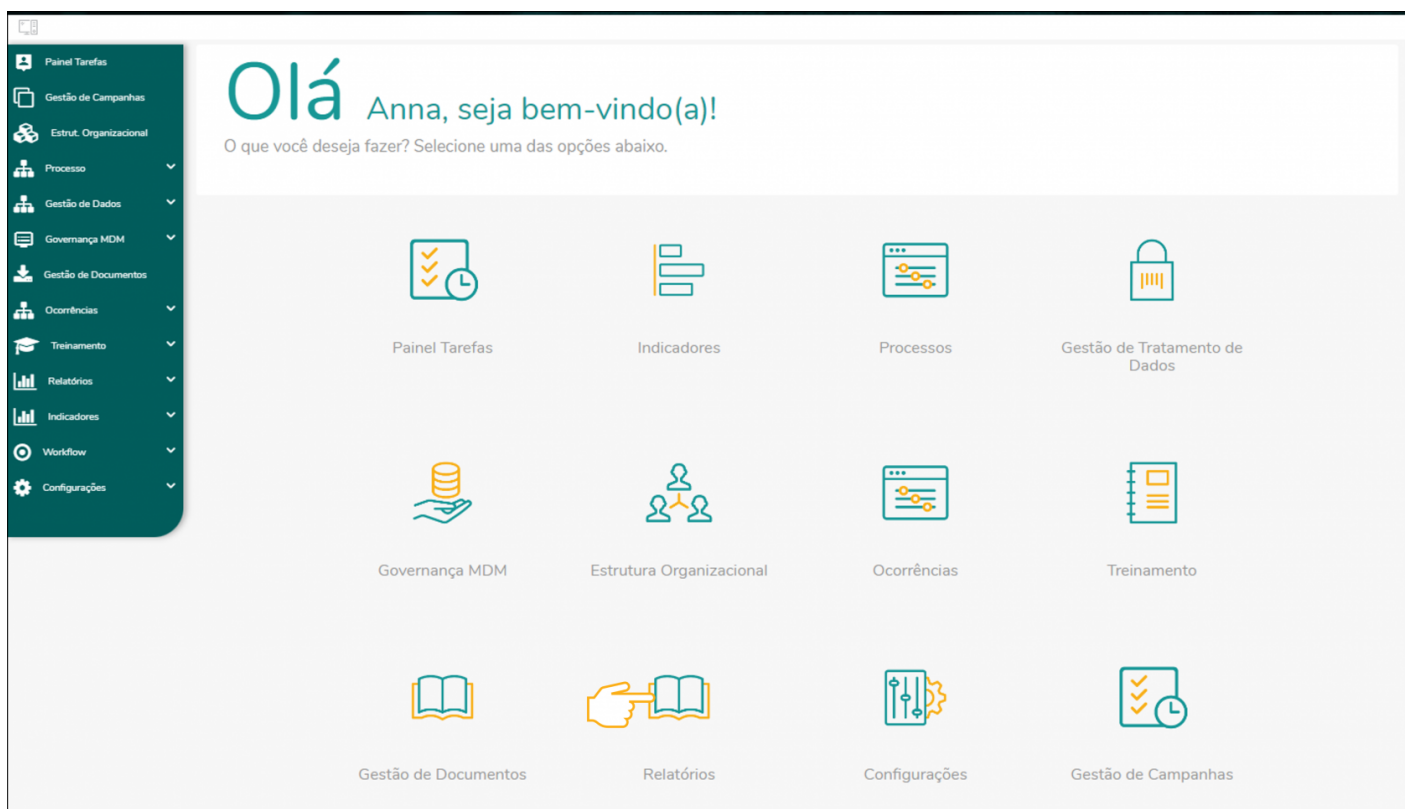 Painel Tarefas
Gestão de Campanhas
Estrut. Organizacional
Processo
Gestão de Dados
Governança MDM
Gestão de Documentos
Ocorrências
Treinamento
Relatórios
Indicadores
Workflow
Configurações
Olá Anna, seja bem-vindo(a)!
O que você deseja fazer? Selecione uma das opções abaixo.
Painel Tarefas
Indicadores
Processos
Gestão de Tratamento de
Dados
Governança MDM
Estrutura Organizacional
Ocorrências
Treinamento
Gestão de Documentos
Relatórios
Configurações
Gestão de Campanhas